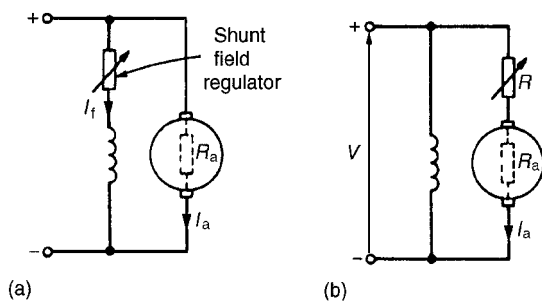 +
Shunt
field
regulator
I_f
R_a
I_a
−
(a)
+
R
V
R_a
I_a
−
(b)